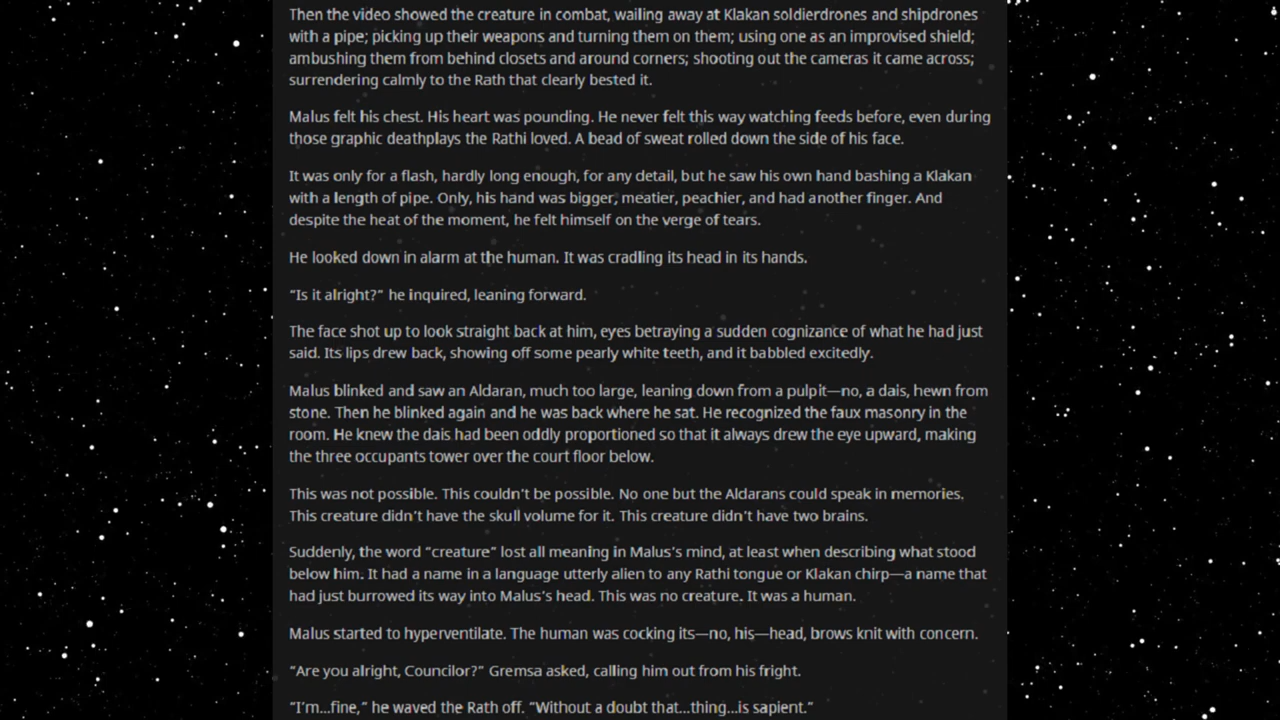 Then the video showed the creature in combat, wailing away at Klakan soldierdrones and shipdrones
with a pipe; picking up their weapons and turning them on them; using one as an improvised shield;
ambushing them from behind closets and around corners; shooting out the cameras it came across;
surrendering calmly to the Rath that clearly bested it.
Malus felt his chest. His heart was pounding. He never felt this way watching feeds before, even during
those graphic deathplays the Rathi loved. A bead of sweat rolled down the side of his face.
It was only for a flash, hardly long enough, for any detail, but he saw his own hand bashing a Klakan
with a length of pipe. Only, his hand was bigger, meatier, peachier, and had another finger. And
despite the heat of the moment, he felt himself on the verge of tears.
He looked down in alarm at the human. It was cradling its head in its hands.
“Is it alright?” he inquired, leaning forward.
The face shot up to look straight back at him, eyes betraying a sudden cognizance of what he had just
said. Its lips drew back, showing off some pearly white teeth, and it babbled excitedly.
Malus blinked and saw an Aldaran, much too large, leaning down from a pulpit—no, a dais, hewn from
stone. Then he blinked again and he was back where he sat. He recognized the faux masonry in the
room. He knew the dais had been oddly proportioned so that it always drew the eye upward, making
the three occupants tower over the court floor below.
This was not possible. This couldn’t be possible. No one but the Aldarans could speak in memories.
This creature didn’t have the skull volume for it. This creature didn’t have two brains.
Suddenly, the word “creature” lost all meaning in Malus’s mind, at least when describing what stood
below him. It had a name in a language utterly alien to any Rathi tongue or Klakan chirp—a name that
had just burrowed its way into Malus’s head. This was no creature. It was a human.
Malus started to hyperventilate. The human was cocking its—no, his—head, brows knit with concern.
“Are you alright, Councilor?” Gremsa asked, calling him out from his fright.
“I’m...fine,” he waved the Rath off. “Without a doubt that...thing...is sapient.”